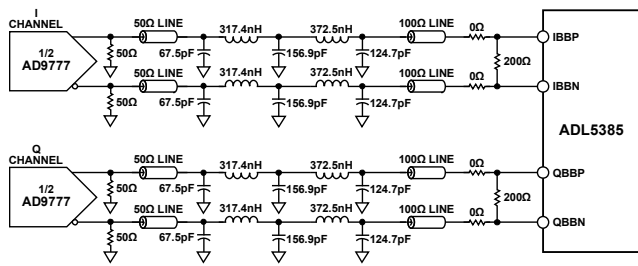 I
CHANNEL
1/2
AD9777
50Ω
50Ω LINE
67.5pF
317.4nH
156.9pF
372.5nH
124.7pF
100Ω LINE
0Ω
200Ω
IBBP
50Ω
50Ω LINE
67.5pF
317.4nH
156.9pF
372.5nH
124.7pF
100Ω LINE
0Ω
IBBN
ADL5385
Q
CHANNEL
1/2
AD9777
50Ω
50Ω LINE
67.5pF
317.4nH
156.9pF
372.5nH
124.7pF
100Ω LINE
0Ω
200Ω
QBBP
50Ω
50Ω LINE
67.5pF
317.4nH
156.9pF
372.5nH
124.7pF
100Ω LINE
0Ω
QBBN